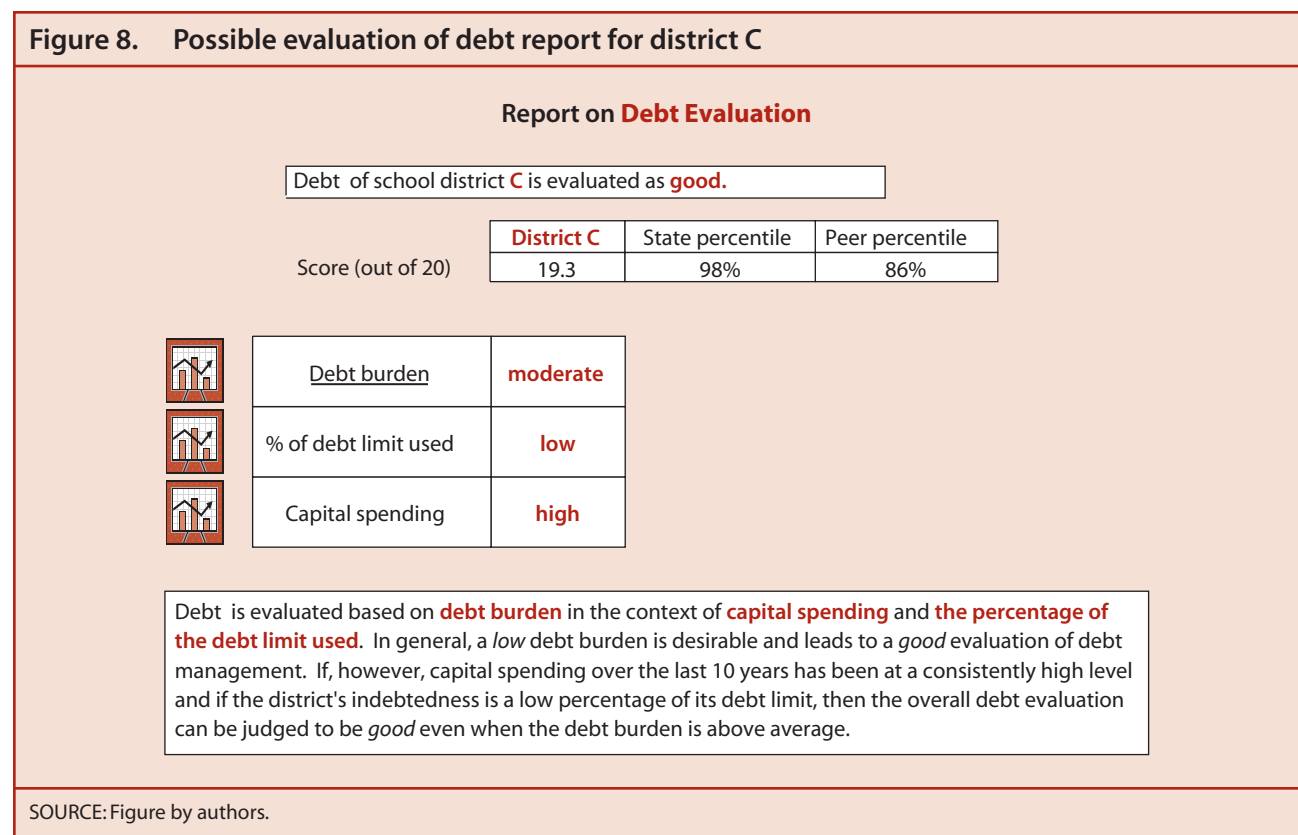 Figure 8. Possible evaluation of debt report for district C
Report on Debt Evaluation
Debt of school district C is evaluated as good.
District C State percentile Peer percentile
Score (out of 20) 19.3 98% 86%
Debt burden moderate
% of debt limit used low
Capital spending high
Debt is evaluated based on debt burden in the context of capital spending and the percentage of
the debt limit used. In general, a low debt burden is desirable and leads to a good evaluation of debt
management. If, however, capital spending over the last 10 years has been at a consistently high level
and if the district's indebtedness is a low percentage of its debt limit, then the overall debt evaluation
can be judged to be good even when the debt burden is above average.
SOURCE: Figure by authors.